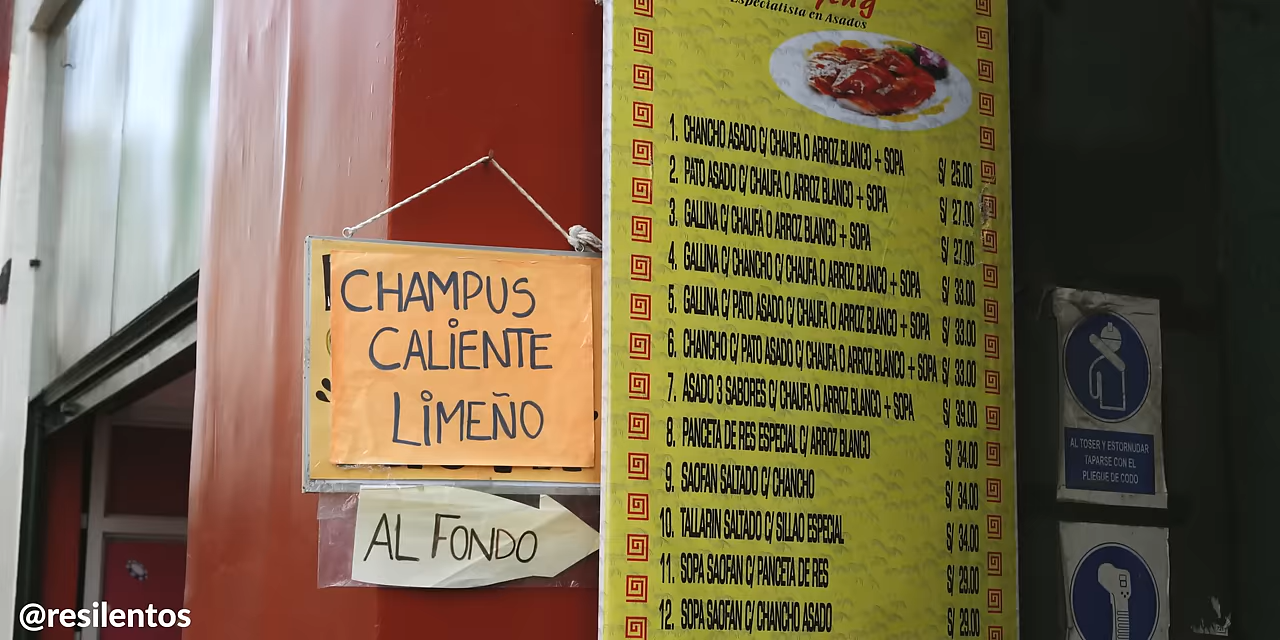 Especialista en Asados
1. CHANCHO ASADO C/ CHAUFA O ARROZ BLANCO + SOPA S/ 25.00
2. PATO ASADO C/ CHAUFA O ARROZ BLANCO + SOPA S/ 27.00
3. GALLINA C/ CHAUFA O ARROZ BLANCO + SOPA S/ 27.00
4. GALLINA C/ CHANCHO C/ CHAUFA O ARROZ BLANCO + SOPA S/ 33.00
5. GALLINA C/ PATO ASADO C/ CHAUFA O ARROZ BLANCO + SOPA S/ 33.00
6. CHANCHO C/ PATO ASADO C/ CHAUFA O ARROZ BLANCO + SOPA S/ 33.00
7. ASADO 3 SABORES C/ CHAUFA O ARROZ BLANCO + SOPA S/ 39.00
8. PANCETA DE RES ESPECIAL C/ ARROZ BLANCO S/ 34.00
9. SAOFAN SALTADO C/ CHANCHO S/ 34.00
10. TALLARIN SALTADO C/ SILLAO ESPECIAL S/ 34.00
11. SOPA SAOFAN C/ PANCETA DE RES S/ 29.00
12. SOPA SAOFAN C/ CHANCHO ASADO S/ 29.00
CHAMPUS
CALIENTE
LIMEÑO
AL FONDO
AL TOSER Y ESTORNUDAR
TAPARSE CON EL
PLIEGUE DE CODO
@resilentos